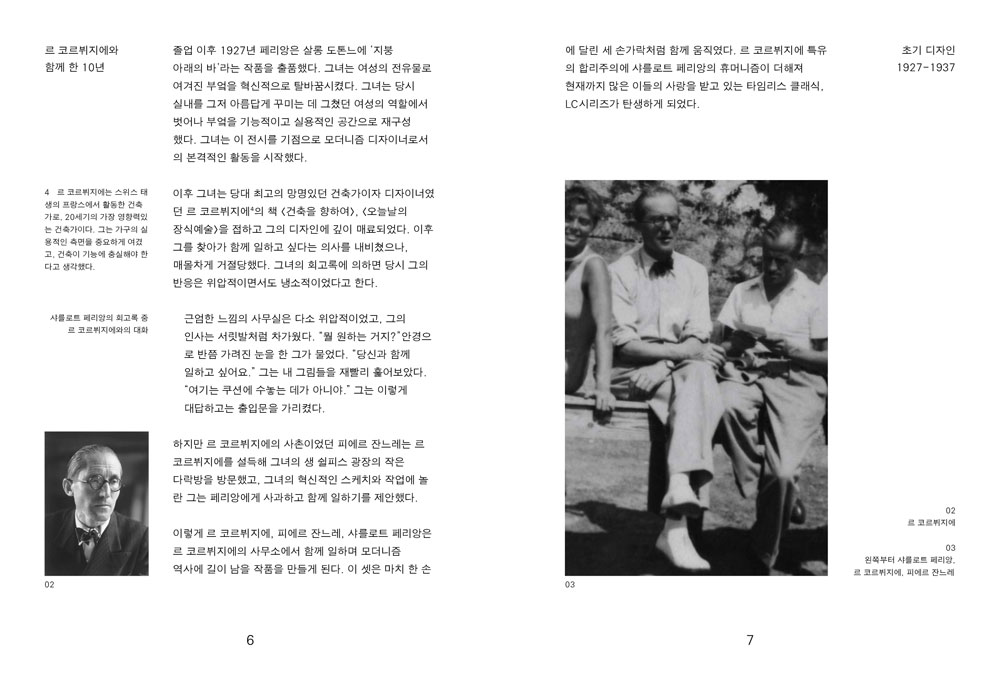 르 코르뷔지에와
함께 한 10년
졸업 이후 1927년 페리앙은 살롱 도톤느에 ‘지붕
아래의 바’라는 작품을 출품했다. 그녀는 여성의 전유물로
여겨진 부엌을 혁신적으로 탈바꿈시켰다. 그녀는 당시
실내를 그저 아름답게 꾸미는 데 그쳤던 여성의 역할에서
벗어나 부엌을 기능적이고 실용적인 공간으로 재구성
했다. 그녀는 이 전시를 기점으로 모더니즘 디자이너로서
의 본격적인 활동을 시작했다.
4 르 코르뷔지에는 스위스 태
생의 프랑스에서 활동한 건축
가로, 20세기의 가장 영향력있
는 건축가이다. 그는 가구의 실
용적인 측면을 중요하게 여겼
고, 건축이 기능에 충실해야 한
다고 생각했다.
이후 그녀는 당대 최고의 망명있던 건축가이자 디자이너였
던 르 코르뷔지에⁴의 책 〈건축을 향하여〉, 〈오늘날의
장식예술〉을 접하고 그의 디자인에 깊이 매료되었다. 이후
그를 찾아가 함께 일하고 싶다는 의사를 내비쳤으나,
매몰차게 거절당했다. 그녀의 회고록에 의하면 당시 그의
반응은 위압적이면서도 냉소적이었다고 한다.
샤를로트 페리앙의 회고록 중
르 코르뷔지에와의 대화
근엄한 느낌의 사무실은 다소 위압적이었고, 그의
인사는 서릿발처럼 차가웠다. “뭘 원하는 거지?”안경으
로 반쯤 가려진 눈을 한 그가 물었다. “당신과 함께
일하고 싶어요.” 그는 내 그림들을 재빨리 훑어보았다.
“여기는 쿠션에 수놓는 데가 아니야.” 그는 이렇게
대답하고는 출입문을 가리켰다.
하지만 르 코르뷔지에의 사촌이었던 피에르 잔느레는 르
코르뷔지에를 설득해 그녀의 생 쉴피스 광장의 작은
다락방을 방문했고, 그녀의 혁신적인 스케치와 작업에 놀
란 그는 페리앙에게 사과하고 함께 일하기를 제안했다.
이렇게 르 코르뷔지에, 피에르 잔느레, 샤를로트 페리앙은
르 코르뷔지에의 사무소에서 함께 일하며 모더니즘
역사에 길이 남을 작품을 만들게 된다. 이 셋은 마치 한 손
02
6
에 달린 세 손가락처럼 함께 움직였다. 르 코르뷔지에 특유
의 합리주의에 샤를로트 페리앙의 휴머니즘이 더해져
현재까지 많은 이들의 사랑을 받고 있는 타임리스 클래식,
LC시리즈가 탄생하게 되었다.
초기 디자인
1927-1937
02
르 코르뷔지에
03
왼쪽부터 샤를로트 페리앙,
르 코르뷔지에, 피에르 잔느레
03
7